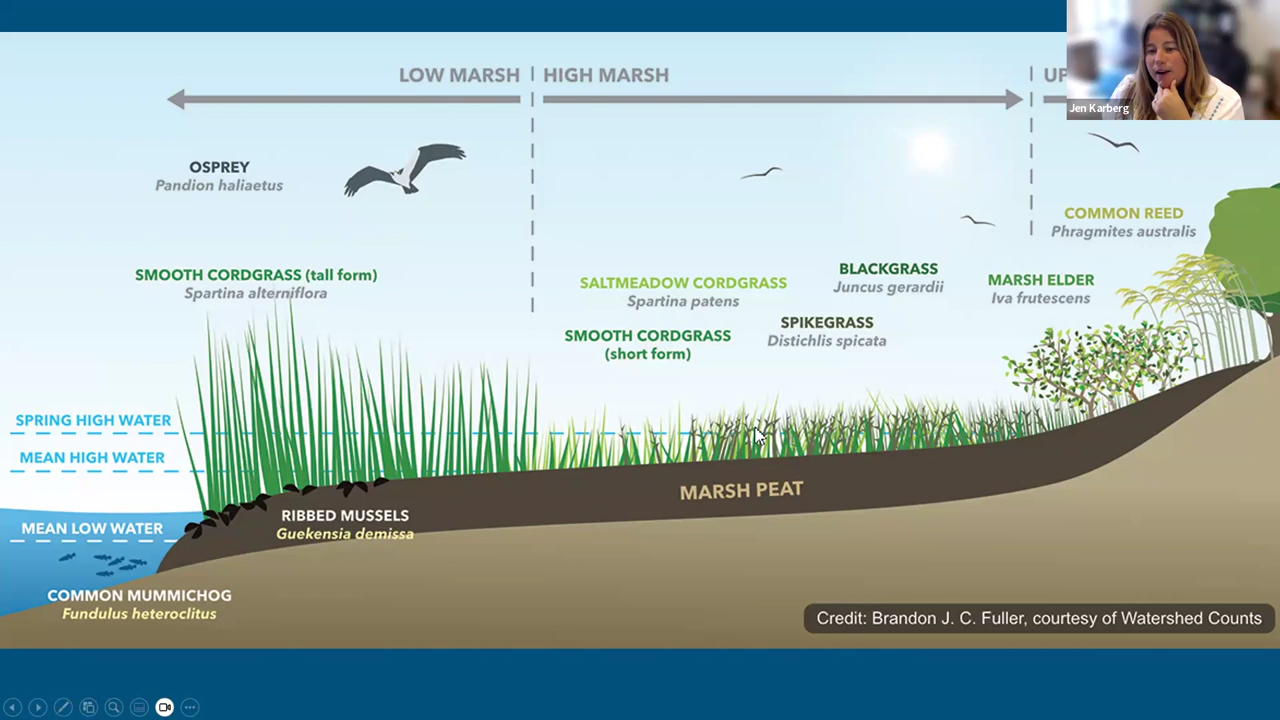 LOW MARSH
HIGH MARSH
UP
Jen Karberg
OSPREY
Pandion haliaetus
COMMON REED
Phragmites australis
SMOOTH CORDGRASS (tall form)
Spartina alterniflora
SALTMEADOW CORDGRASS
Spartina patens
BLACKGRASS
Juncus gerardii
MARSH ELDER
Iva frutescens
SMOOTH CORDGRASS
(short form)
SPIKEGRASS
Distichlis spicata
SPRING HIGH WATER
MEAN HIGH WATER
MARSH PEAT
RIBBED MUSSELS
Guekensia demissa
MEAN LOW WATER
COMMON MUMMICHOG
Fundulus heteroclitus
Credit: Brandon J. C. Fuller, courtesy of Watershed Counts